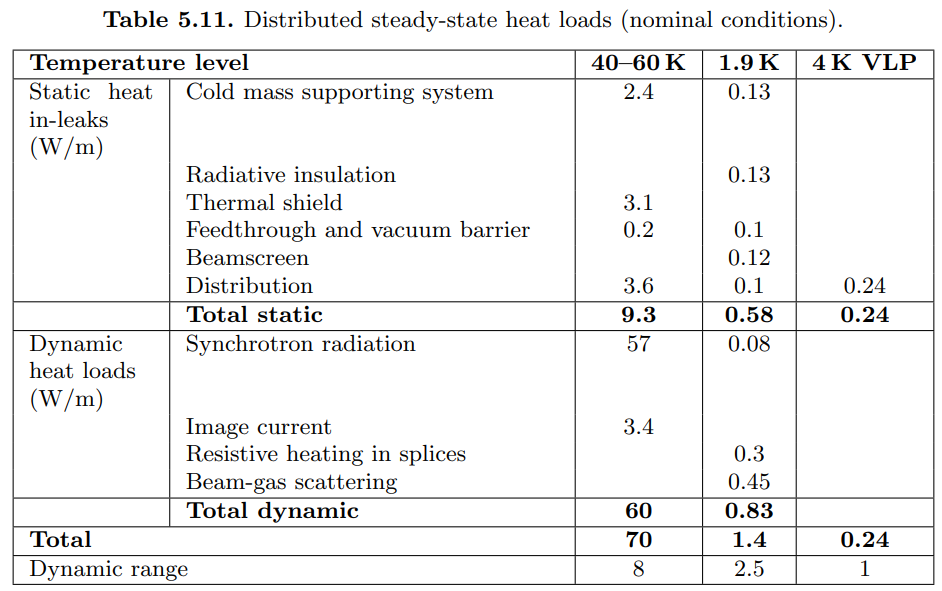 Table 5.11. Distributed steady-state heat loads (nominal conditions).
Temperature level 40–60 K 1.9 K 4 K VLP
Static heat Cold mass supporting system 2.4 0.13
in-leaks
(W/m)
Radiative insulation 0.13
Thermal shield 3.1
Feedthrough and vacuum barrier 0.2 0.1
Beamscreen 0.12
Distribution 3.6 0.1 0.24
Total static 9.3 0.58 0.24
Dynamic Synchrotron radiation 57 0.08
heat loads
(W/m)
Image current 3.4
Resistive heating in splices 0.3
Beam-gas scattering 0.45
Total dynamic 60 0.83
Total 70 1.4 0.24
Dynamic range 8 2.5 1